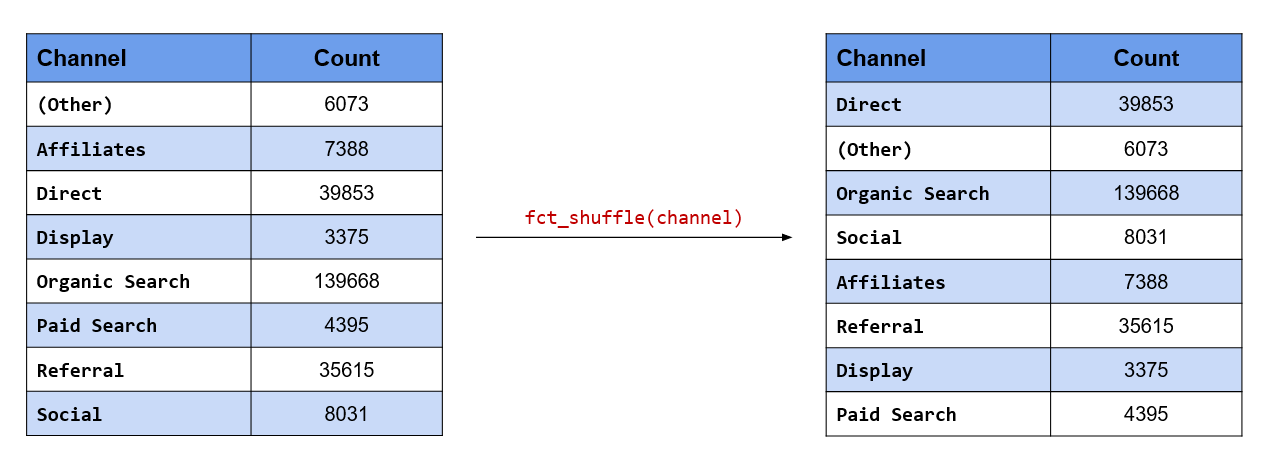 Channel Count
(Other) 6073
Affiliates 7388
Direct 39853
Display 3375
Organic Search 139668
Paid Search 4395
Referral 35615
Social 8031
fct_shuffle(channel)
Channel Count
Direct 39853
(Other) 6073
Organic Search 139668
Social 8031
Affiliates 7388
Referral 35615
Display 3375
Paid Search 4395